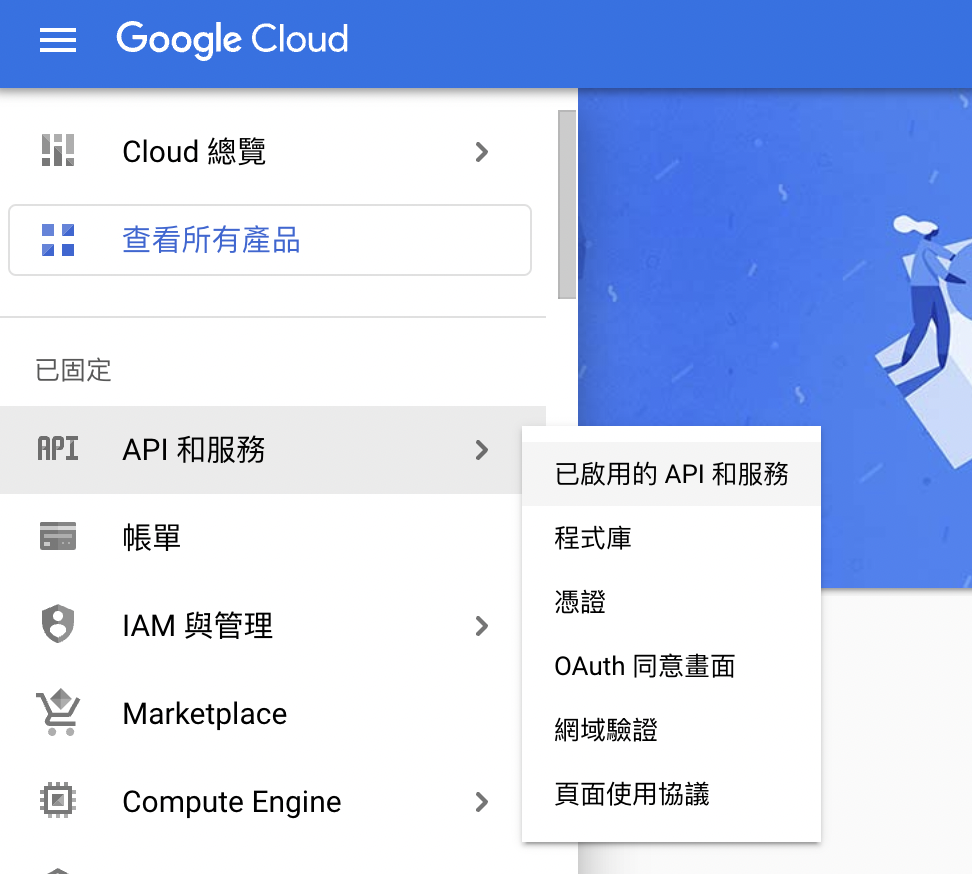 Google Cloud
Cloud 總覽
查看所有產品
已固定
API API 和服務
帳單
IAM 與管理
Marketplace
Compute Engine
已啟用的 API 和服務
程式庫
憑證
OAuth 同意畫面
網域驗證
頁面使用協議